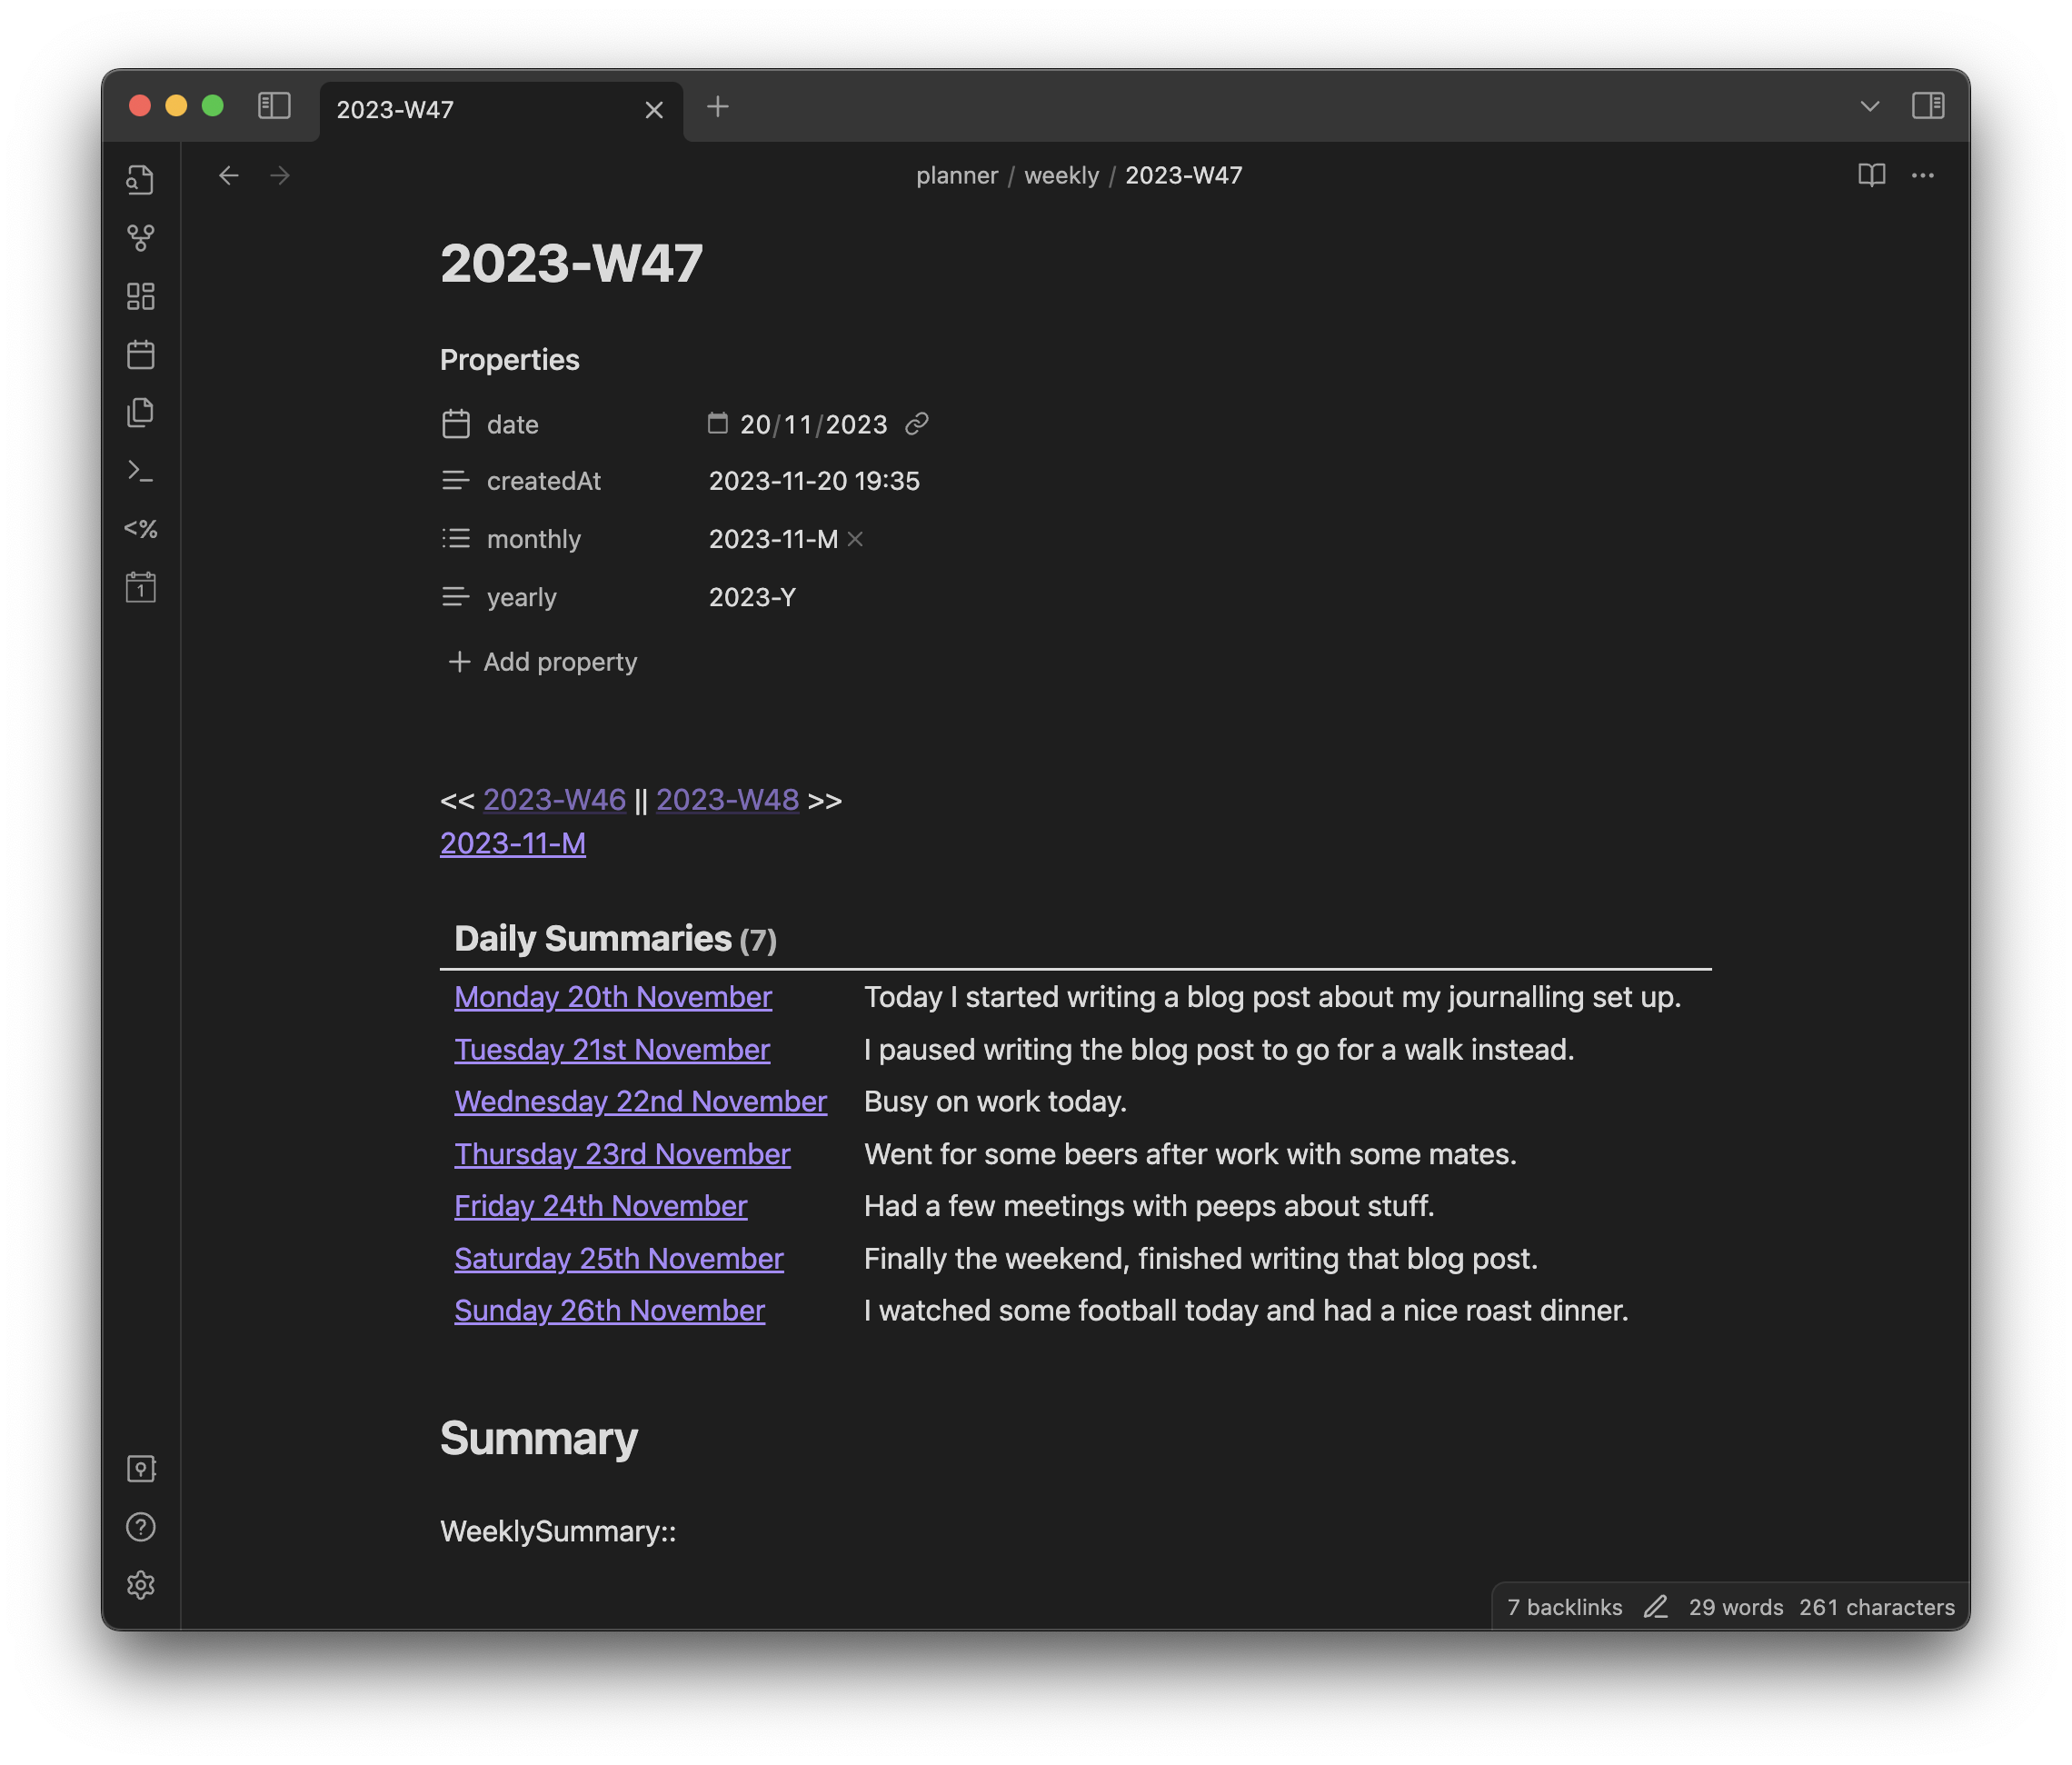 2023-W47
planner / weekly / 2023-W47
<%
1
2023-W47
Properties
date 20/11/2023
createdAt 2023-11-20 19:35
monthly 2023-11-M
yearly 2023-Y
Add property
<< 2023-W46 || 2023-W48 >>
2023-11-M
Daily Summaries (7)
Monday 20th November Today I started writing a blog post about my journalling set up.
Tuesday 21st November I paused writing the blog post to go for a walk instead.
Wednesday 22nd November Busy on work today.
Thursday 23rd November Went for some beers after work with some mates.
Friday 24th November Had a few meetings with peeps about stuff.
Saturday 25th November Finally the weekend, finished writing that blog post.
Sunday 26th November I watched some football today and had a nice roast dinner.
Summary
WeeklySummary::
7 backlinks 29 words 261 characters